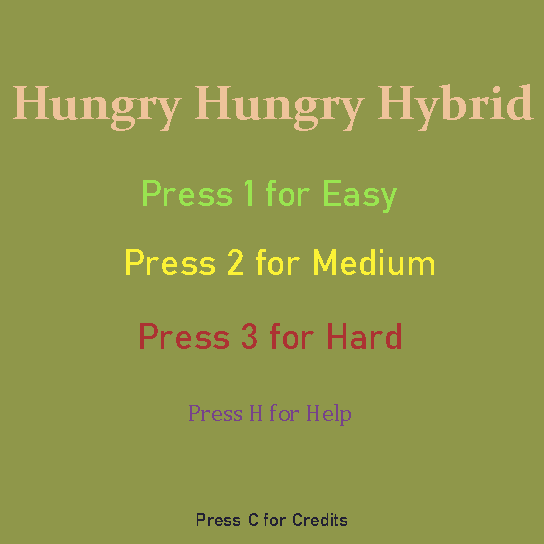 Hungry Hungry Hybrid
Press 1 for Easy
Press 2 for Medium
Press 3 for Hard
Press H for Help
Press C for Credits